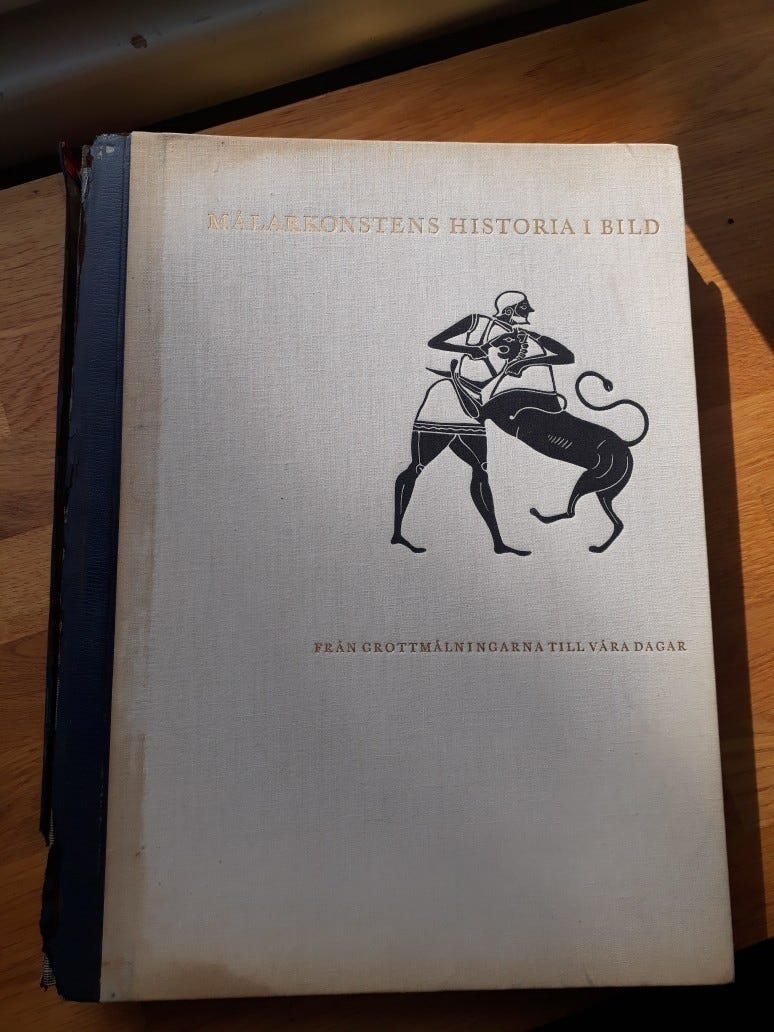 MÅLARKONSTENS HISTORIA I BILD
FRÅN GROTTMÅLNINGARNA TILL VÅRA DAGAR